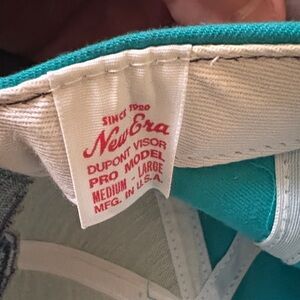 SINCE 1920
New Era
DUPONT VISOR
PRO MODEL
MEDIUM - LARGE
MFG. IN U.S.A.